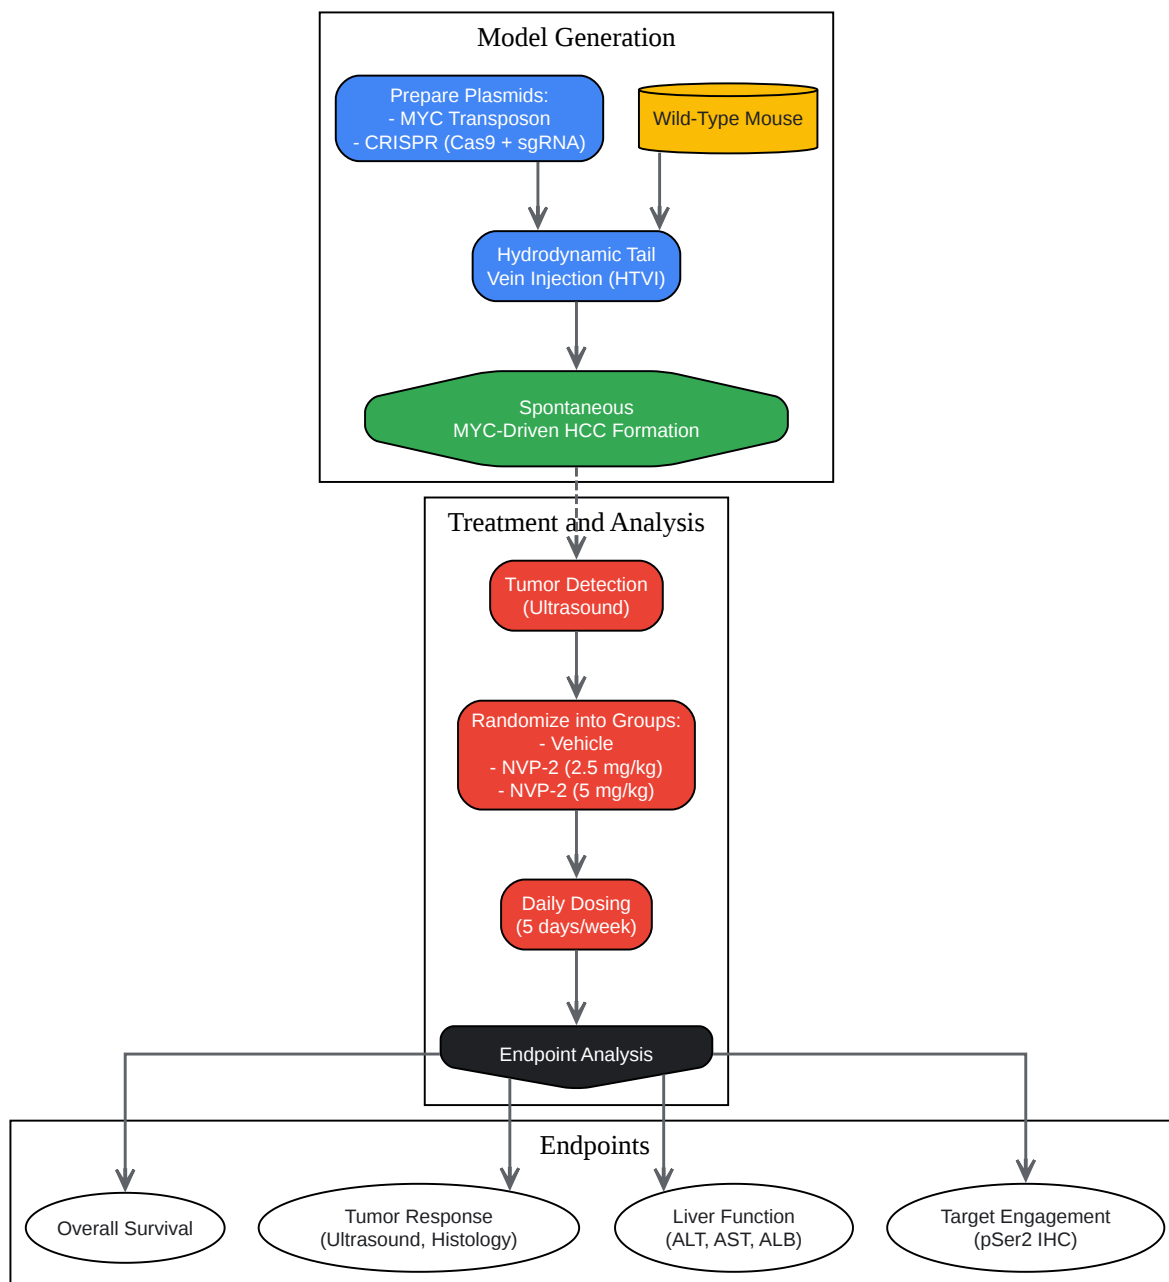 Model Generation
Prepare Plasmids:
- MYC Transposon
- CRISPR (Cas9 + sgRNA)
Wild-Type Mouse
Hydrodynamic Tail
Vein Injection (HTVI)
Spontaneous
MYC-Driven HCC Formation
Treatment and Analysis
Tumor Detection
(Ultrasound)
Randomize into Groups:
- Vehicle
- NVP-2 (2.5 mg/kg)
- NVP-2 (5 mg/kg)
Daily Dosing
(5 days/week)
Endpoint Analysis
Endpoints
Overall Survival
Tumor Response
(Ultrasound, Histology)
Liver Function
(ALT, AST, ALB)
Target Engagement
(pSer2 IHC)